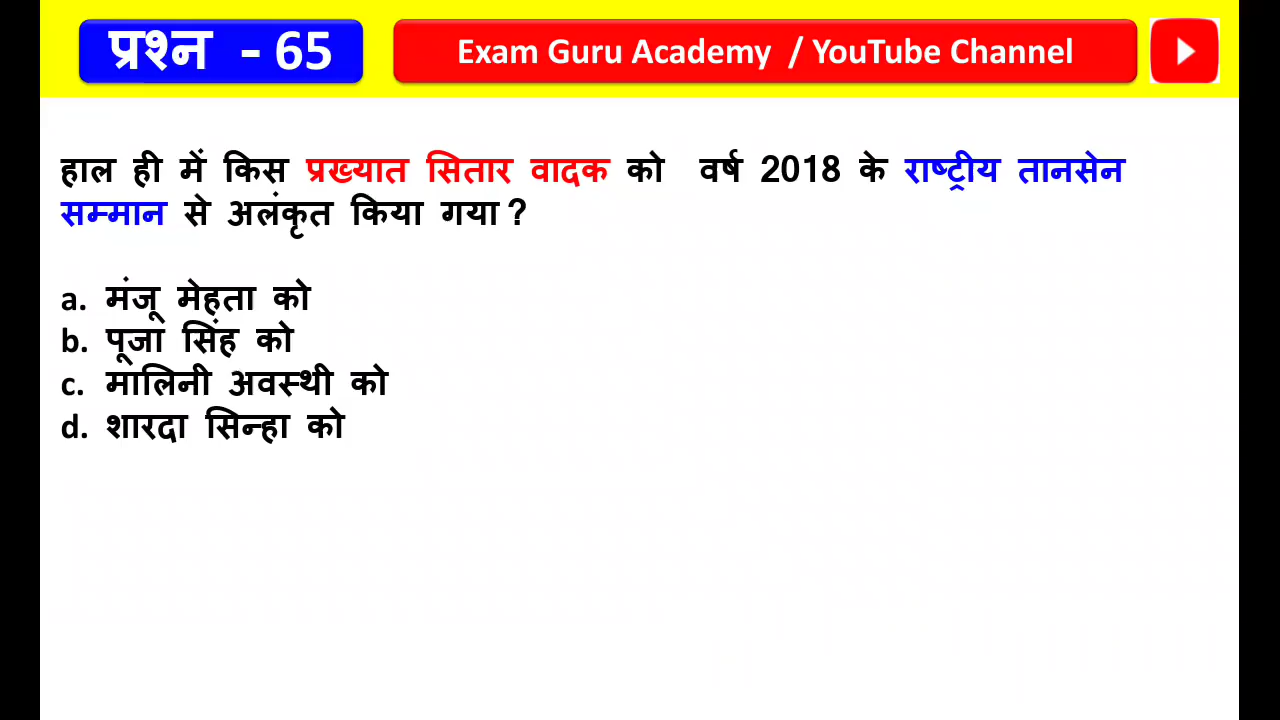 प्रश्न - 65
Exam Guru Academy / YouTube Channel
हाल ही में किस प्रख्यात सितार वादक को वर्ष 2018 के राष्ट्रीय तानसेन
सम्मान से अलंकृत किया गया ?
a. मंजू मेहता को
b. पूजा सिंह को
c. मालिनी अवस्थी को
d. शारदा सिन्हा को